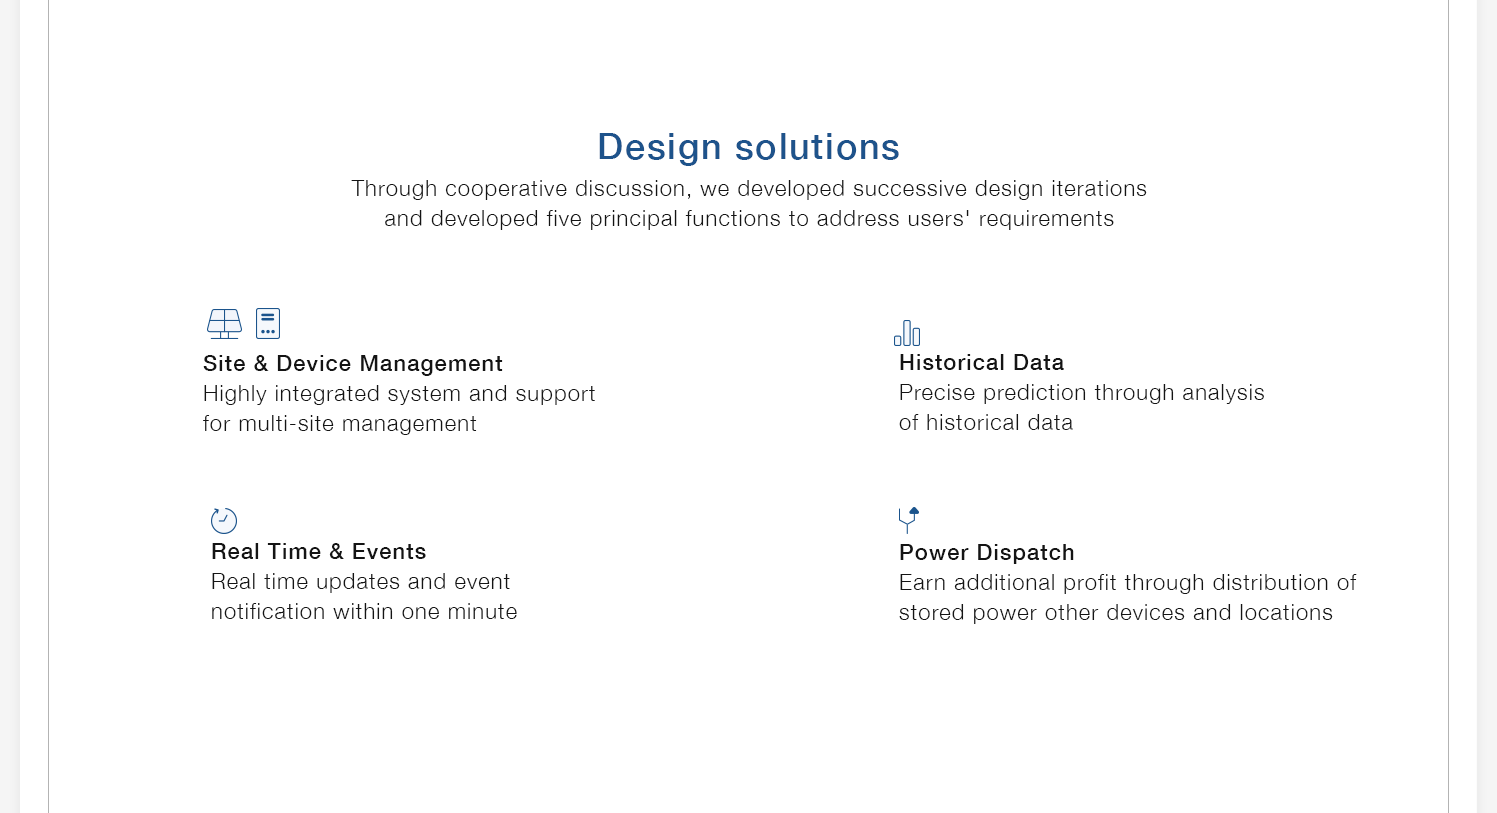 Design solutions
Through cooperative discussion, we developed successive design iterations
and developed five principal functions to address users' requirements
Site & Device Management
Highly integrated system and support
for multi-site management
Historical Data
Precise prediction through analysis
of historical data
Real Time & Events
Real time updates and event
notification within one minute
Power Dispatch
Earn additional profit through distribution of
stored power other devices and locations